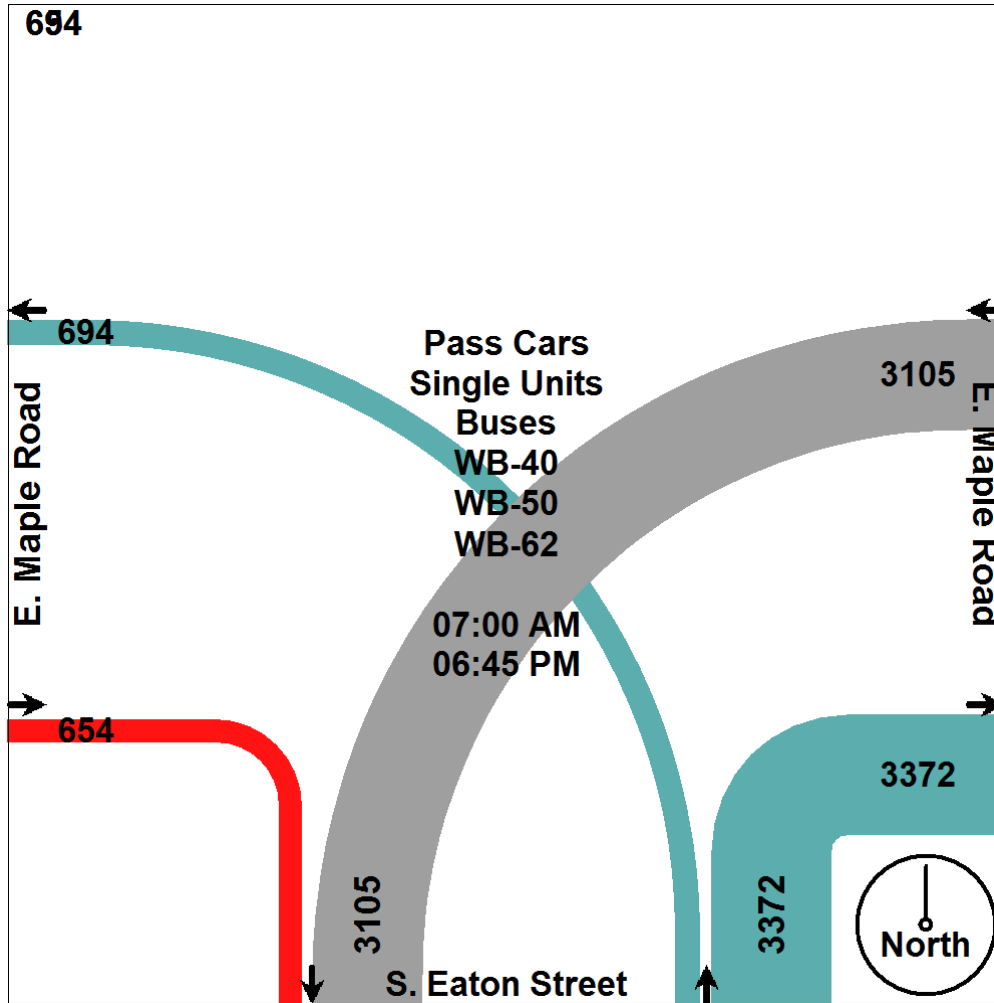 694
Pass Cars
Single Units
Buses
WB-40
WB-50
WB-62
3105
E. Maple Road
E. Maple Road
07:00 AM
06:45 PM
654
3372
3105
3372
North
S. Eaton Street